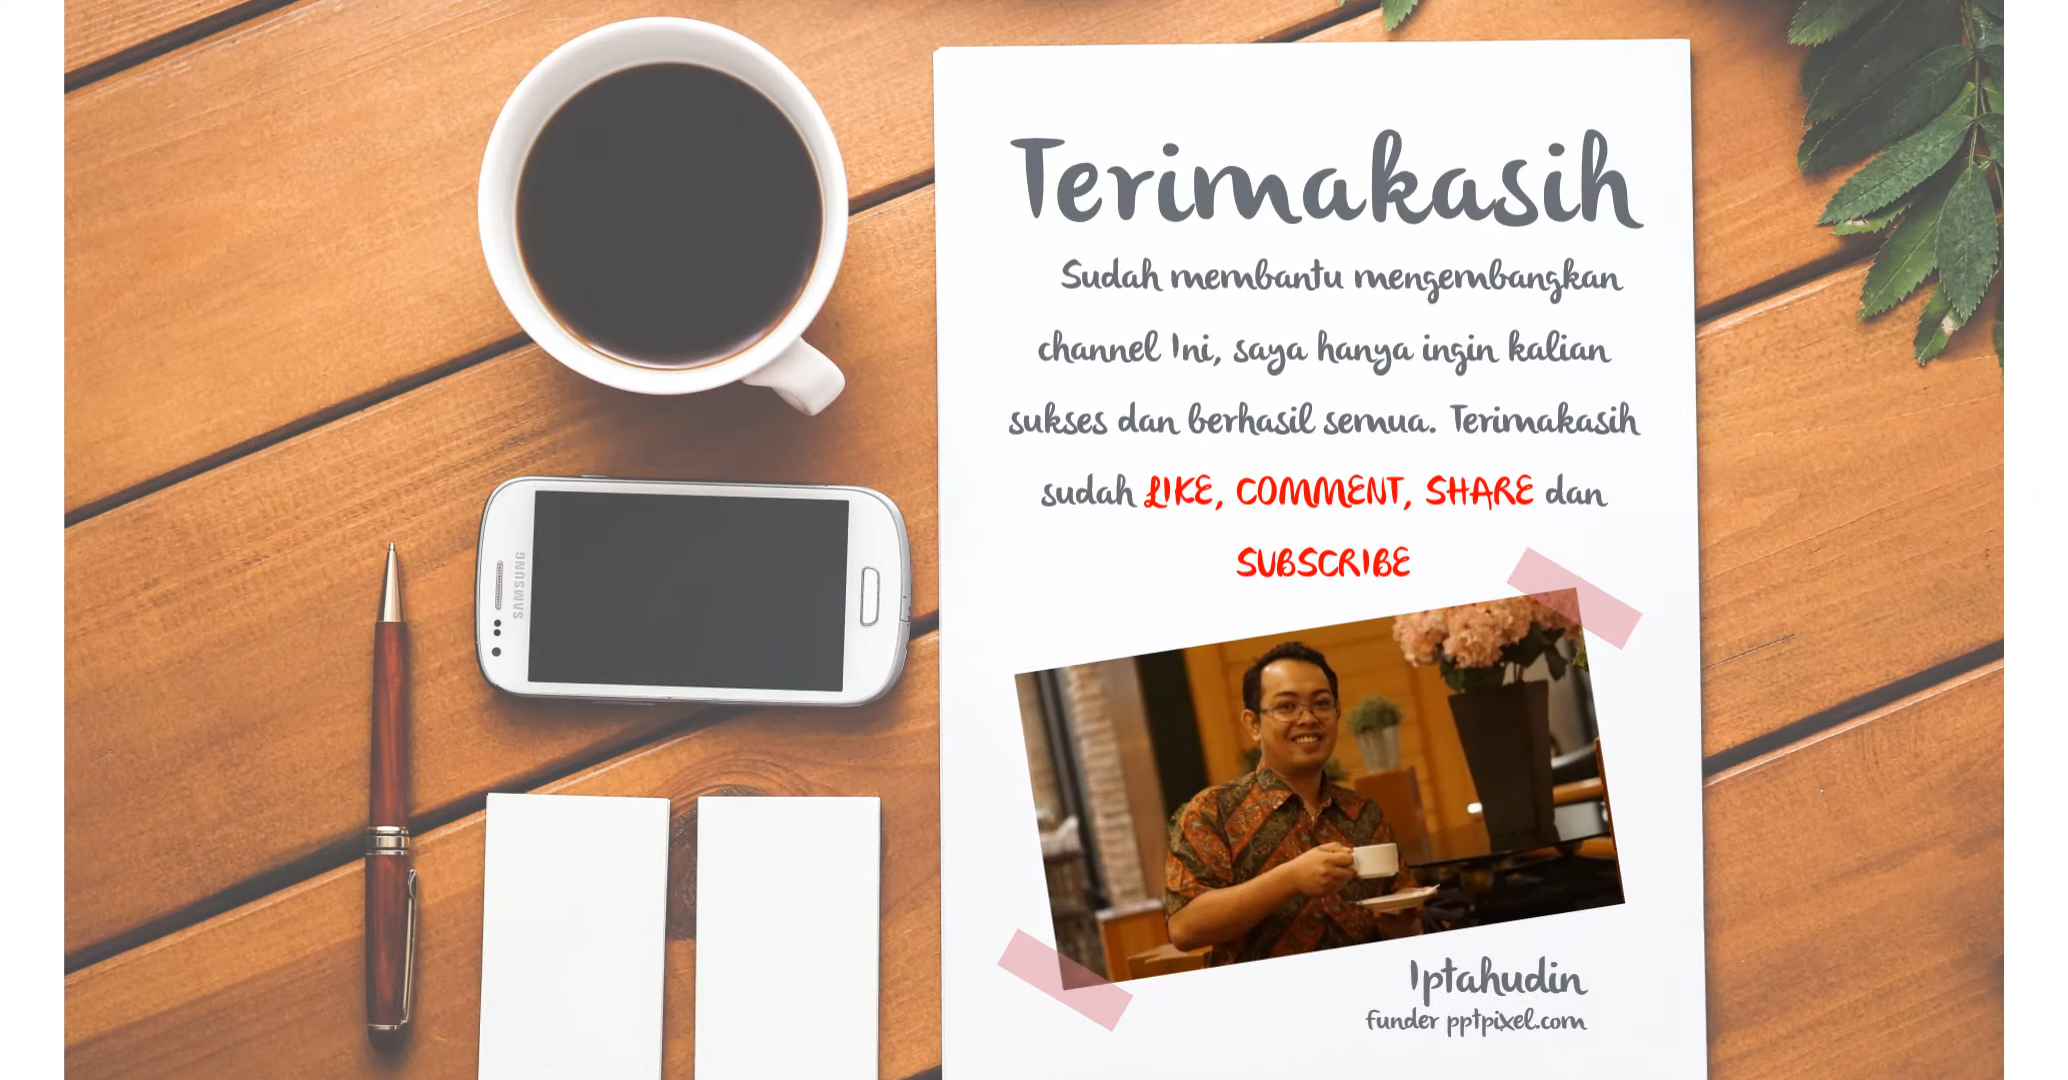 Terimakasih
Sudah membantu mengembangkan
channel Ini, saya hanya ingin kalian
sukses dan berhasil semua. Terimakasih
sudah LIKE, COMMENT, SHARE dan
SUBSCRIBE
SAMSUNG
Iptahudin
funder pptpixel.com